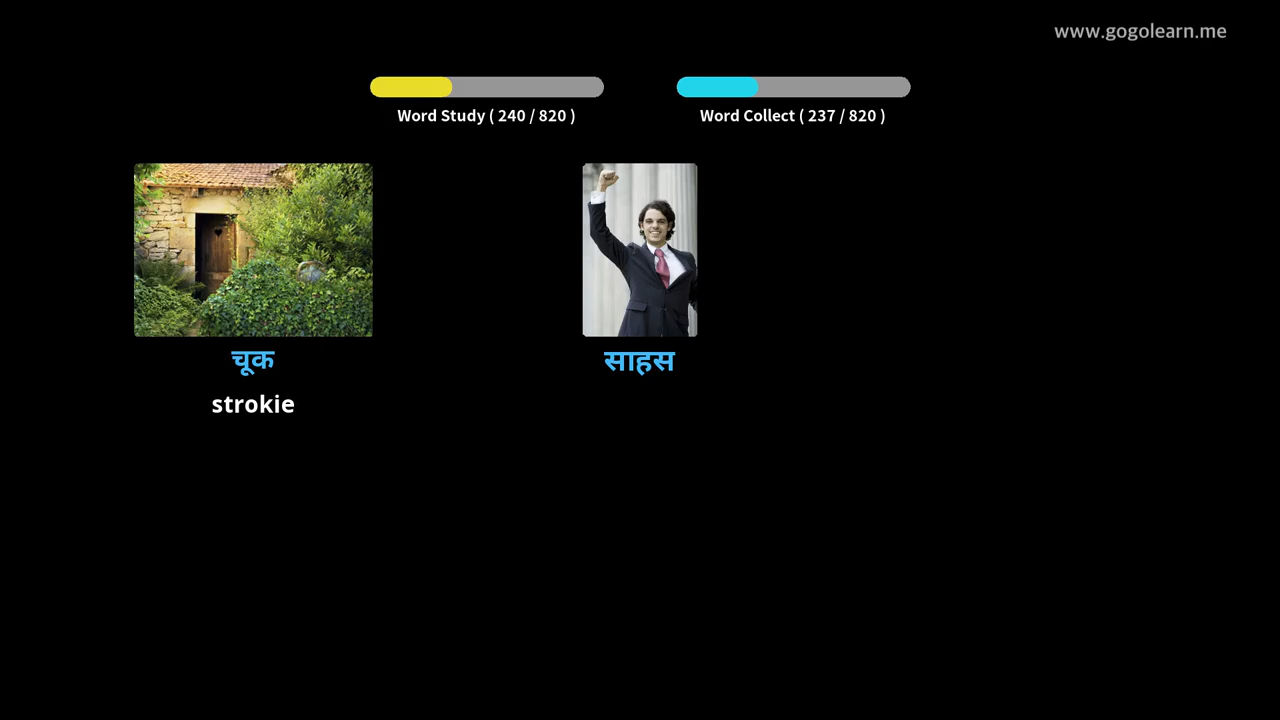 www.gogolearn.me
Word Study ( 240 / 820 )
Word Collect ( 237 / 820 )
चूक
साहस
strokie